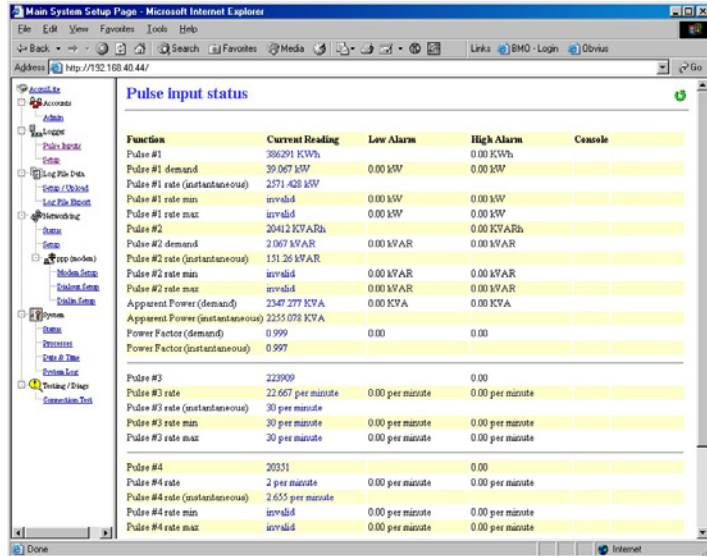 Main System Setup Page - Microsoft Internet Explorer
File Edit View Favorites Tools Help
Back Search Favorites Media Links BMO - Login Obvius
Address http://192.168.40.44/ Go
AcquiLite
Accounts
Admin
Logger
Pulse Inputs
Setup
Log File Data
Setup / Upload
Log File Export
Networking
Status
Setup
ppp (modem)
Modem Setup
Dialout Setup
Dialin Setup
System
Status
Processes
Date & Time
System Log
Testing / Diags
Connection Test
Pulse input status
Function Current Reading Low Alarm High Alarm Console
Pulse #1 386291 KWh 0.00 KWh
Pulse #1 demand 39.067 kW 0.00 kW 0.00 kW
Pulse #1 rate (instantaneous) 2571.428 kW
Pulse #1 rate min invalid 0.00 kW 0.00 kW
Pulse #1 rate max invalid 0.00 kW 0.00 kW
Pulse #2 20412 KVARh 0.00 KVARh
Pulse #2 demand 2.067 kVAR 0.00 kVAR 0.00 kVAR
Pulse #2 rate (instantaneous) 151.26 kVAR
Pulse #2 rate min invalid 0.00 kVAR 0.00 kVAR
Pulse #2 rate max invalid 0.00 kVAR 0.00 kVAR
Apparent Power (demand) 2347.277 KVA 0.00 KVA 0.00 KVA
Apparent Power (instantaneous) 2255.078 KVA
Power Factor (demand) 0.999 0.00 0.00
Power Factor (instantaneous) 0.997
Pulse #3 223909 0.00
Pulse #3 rate 22.667 per minute 0.00 per minute 0.00 per minute
Pulse #3 rate (instantaneous) 30 per minute
Pulse #3 rate min 30 per minute 0.00 per minute 0.00 per minute
Pulse #3 rate max 30 per minute 0.00 per minute 0.00 per minute
Pulse #4 20351 0.00
Pulse #4 rate 2 per minute 0.00 per minute 0.00 per minute
Pulse #4 rate (instantaneous) 2.655 per minute
Pulse #4 rate min invalid 0.00 per minute 0.00 per minute
Pulse #4 rate max invalid 0.00 per minute 0.00 per minute
Done Internet